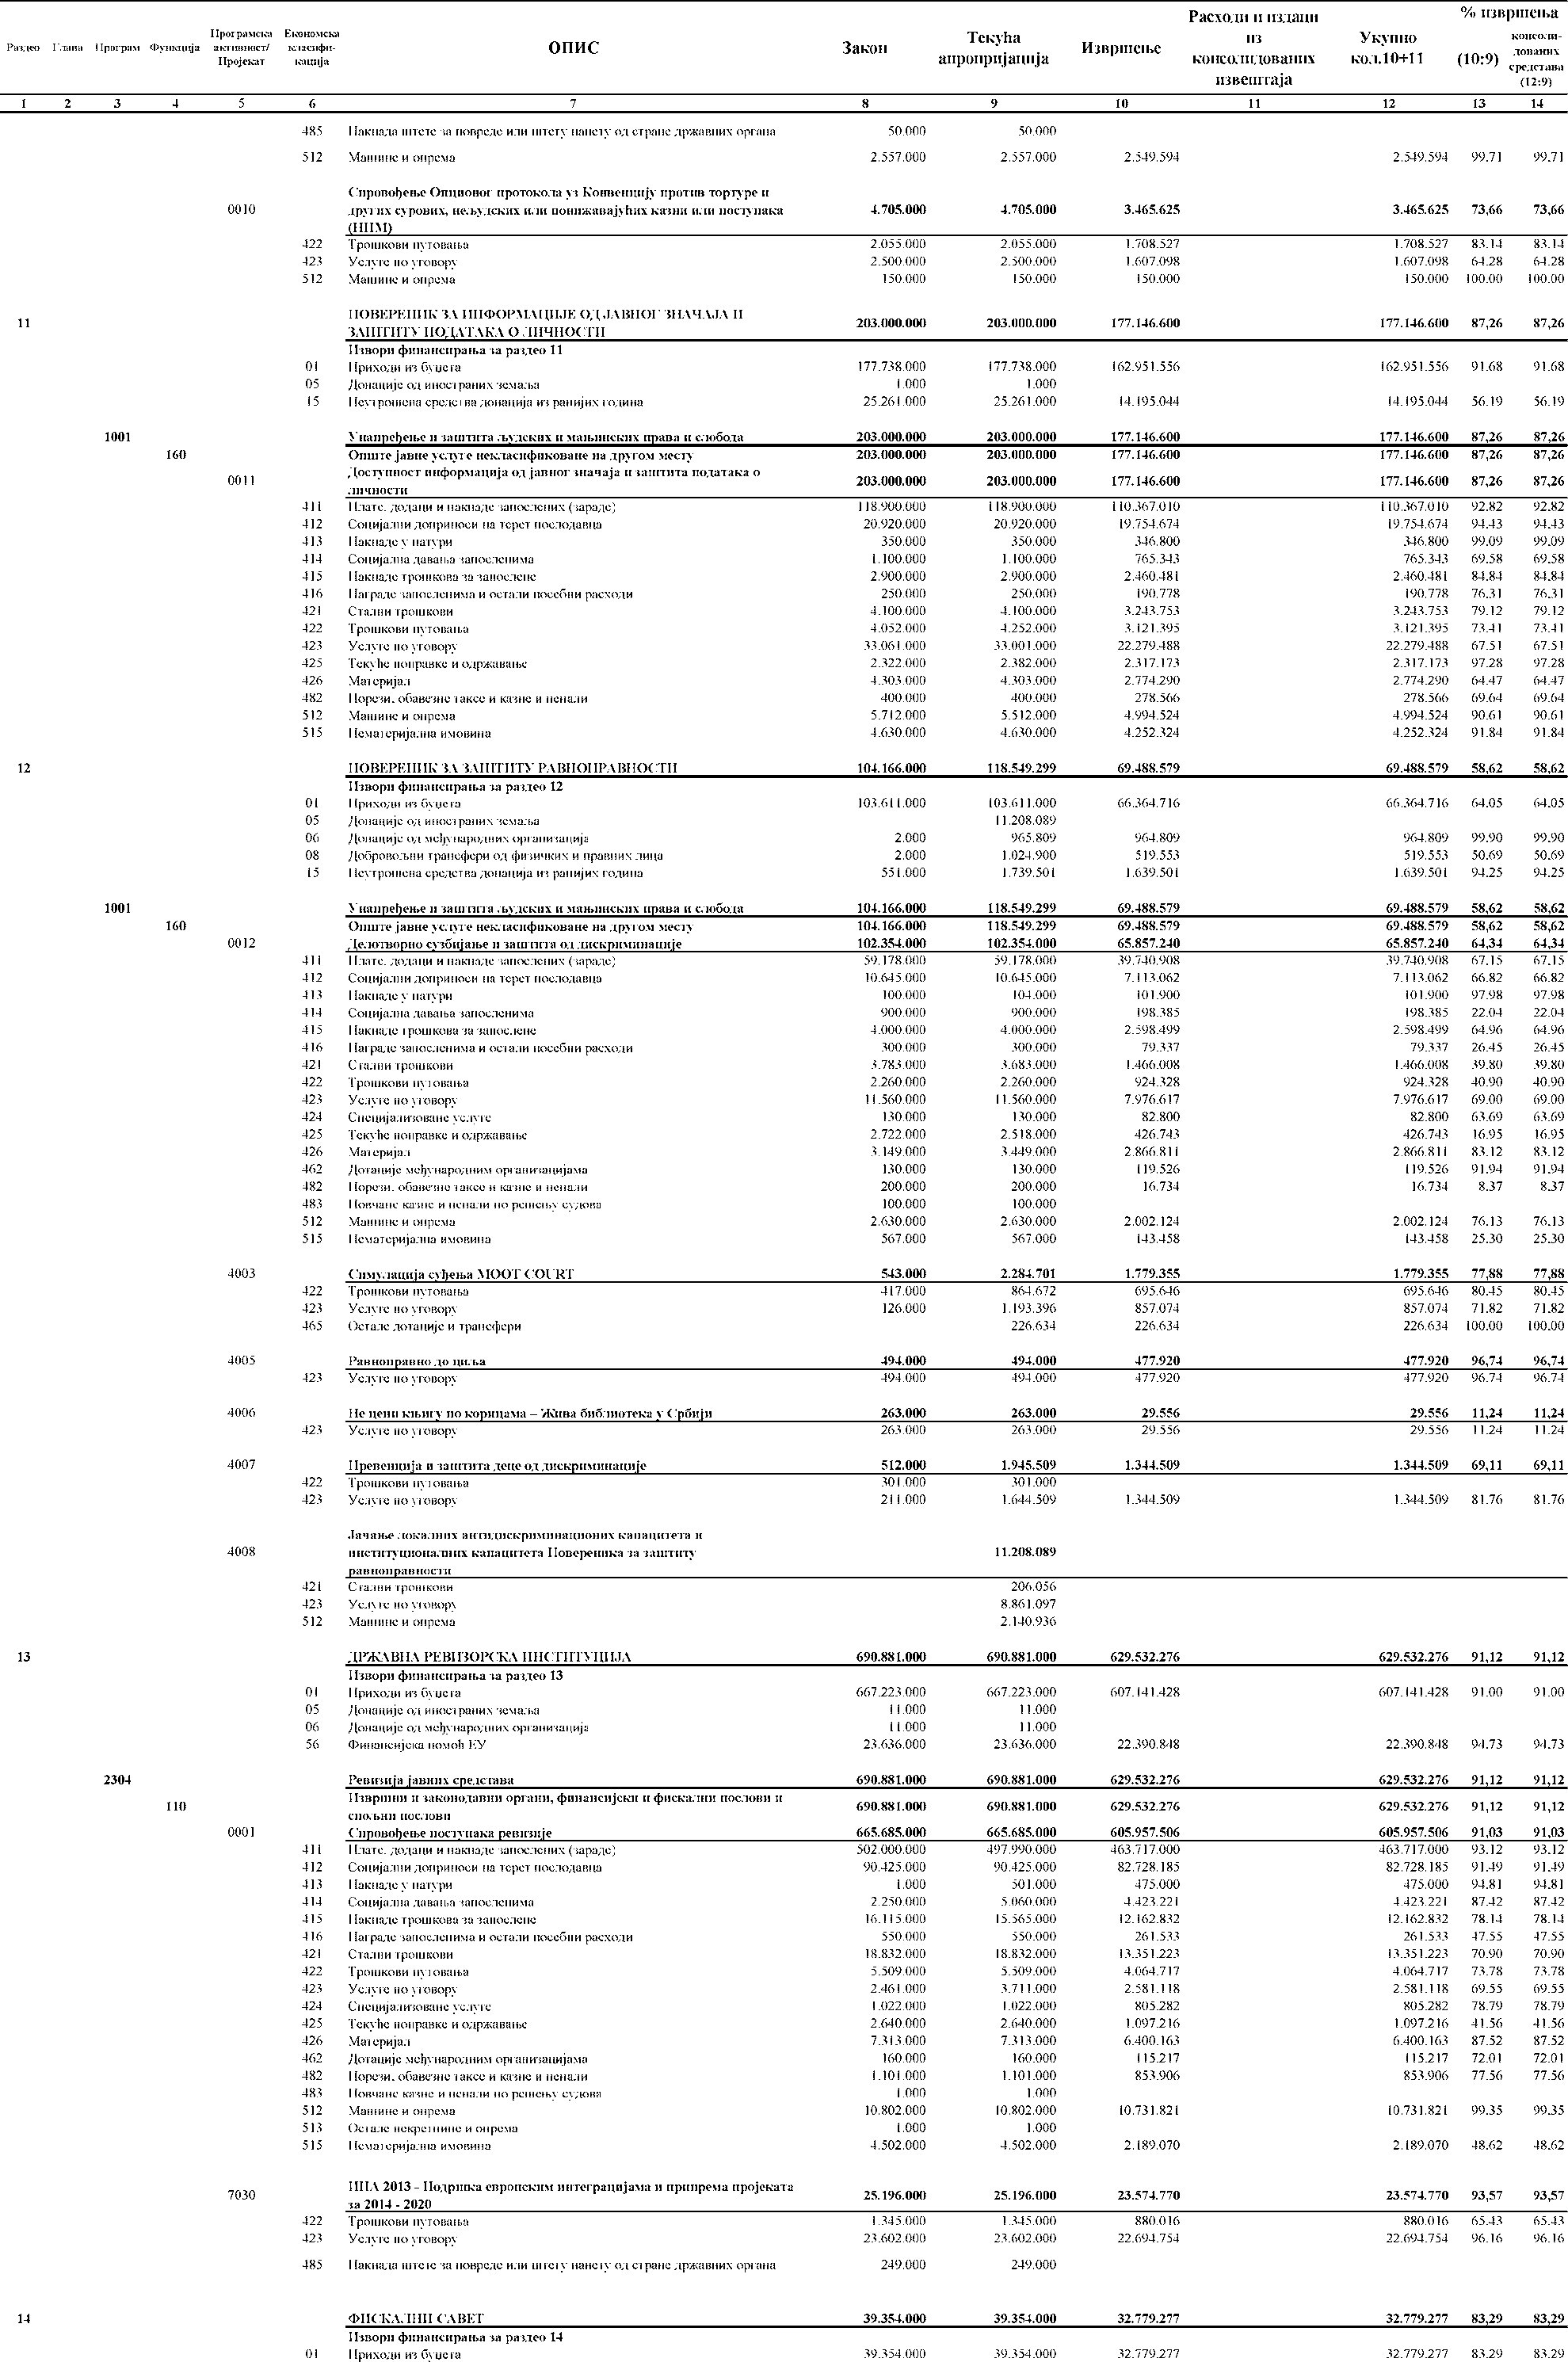 Раздео Глава Програм Функција Програмска активност/ Пројекат Економска класифи- кација ОПИС Закон Текућа апропријација Извршење Расходи и издаци из консолидованих извештаја Укупно кол.10+11 % извршења (10:9) консоли- дованих средстава (12:9)
1 2 3 4 5 6 7 8 9 10 11 12 13 14
485 Накнада штете за повреде или штету нанету од стране државних органа 50.000 50.000
512 Машине и опрема 2.557.000 2.557.000 2.549.594 2.549.594 99.71 99.71
Спровођење Опционог протокола уз Конвенцију против тортуре и
0010 других сурових, нељудских или понижавајућих казни или поступака 4.705.000 4.705.000 3.465.625 3.465.625 73,66 73,66
(НПМ)
422 Трошкови путовања 2.055.000 2.055.000 1.708.527 1.708.527 83.14 83.14
423 Услуге по уговору 2.500.000 2.500.000 1.607.098 1.607.098 64.28 64.28
512 Машине и опрема 150.000 150.000 150.000 150.000 100.00 100.00
ПОВЕРЕНИК ЗА ИНФОРМАЦИЈЕ ОД ЈАВНОГ ЗНАЧАЈА И
11 ЗАШТИТУ ПОДАТАКА О ЛИЧНОСТИ 203.000.000 203.000.000 177.146.600 177.146.600 87,26 87,26
Извори финансирања за раздео 11
01 Приходи из буџета 177.738.000 177.738.000 162.951.556 162.951.556 91.68 91.68
05 Донације од иностраних земаља 1.000 1.000
15 Неутрошена средства донација из ранијих година 25.261.000 25.261.000 14.195.044 14.195.044 56.19 56.19
1001 Унапређење и заштита људских и мањинских права и слобода 203.000.000 203.000.000 177.146.600 177.146.600 87,26 87,26
160 Опште јавне услуге некласификоване на другом месту 203.000.000 203.000.000 177.146.600 177.146.600 87,26 87,26
Доступност информација од јавног значаја и заштита података о
0011 личности 203.000.000 203.000.000 177.146.600 177.146.600 87,26 87,26
411 Плате, додаци и накнаде запослених (зараде) 118.900.000 118.900.000 110.367.010 110.367.010 92.82 92.82
412 Социјални доприноси на терет послодавца 20.920.000 20.920.000 19.754.674 19.754.674 94.43 94.43
413 Накнаде у натури 350.000 350.000 346.800 346.800 99.09 99.09
414 Социјална давања запосленима 1.100.000 1.100.000 765.343 765.343 69.58 69.58
415 Накнаде трошкова за запослене 2.900.000 2.900.000 2.460.481 2.460.481 84.84 84.84
416 Награде запосленима и остали посебни расходи 250.000 250.000 190.778 190.778 76.31 76.31
421 Стални трошкови 4.100.000 4.100.000 3.243.753 3.243.753 79.12 79.12
422 Трошкови путовања 4.052.000 4.252.000 3.121.395 3.121.395 73.41 73.41
423 Услуге по уговору 33.061.000 33.001.000 22.279.488 22.279.488 67.51 67.51
425 Текуће поправке и одржавање 2.322.000 2.382.000 2.317.173 2.317.173 97.28 97.28
426 Материјал 4.303.000 4.303.000 2.774.290 2.774.290 64.47 64.47
482 Порези, обавезне таксе и казне и пенали 400.000 400.000 278.566 278.566 69.64 69.64
512 Машине и опрема 5.712.000 5.512.000 4.994.524 4.994.524 90.61 90.61
515 Нематеријална имовина 4.630.000 4.630.000 4.252.324 4.252.324 91.84 91.84
12 ПОВЕРЕНИК ЗА ЗАШТИТУ РАВНОПРАВНОСТИ 104.166.000 118.549.299 69.488.579 69.488.579 58,62 58,62
Извори финансирања за раздео 12
01 Приходи из буџета 103.611.000 103.611.000 66.364.716 66.364.716 64.05 64.05
05 Донације од иностраних земаља 11.208.089
06 Донације од међународних организација 2.000 965.809 964.809 964.809 99.90 99.90
08 Добровољни трансфери од физичких и правних лица 2.000 1.024.900 519.553 519.553 50.69 50.69
15 Неутрошена средства донација из ранијих година 551.000 1.739.501 1.639.501 1.639.501 94.25 94.25
1001 Унапређење и заштита људских и мањинских права и слобода 104.166.000 118.549.299 69.488.579 69.488.579 58,62 58,62
160 Опште јавне услуге некласификоване на другом месту 104.166.000 118.549.299 69.488.579 69.488.579 58,62 58,62
0012 Делотворно сузбијање и заштита од дискриминације 102.354.000 102.354.000 65.857.240 65.857.240 64,34 64,34
411 Плате, додаци и накнаде запослених (зараде) 59.178.000 59.178.000 39.740.908 39.740.908 67.15 67.15
412 Социјални доприноси на терет послодавца 10.645.000 10.645.000 7.113.062 7.113.062 66.82 66.82
413 Накнаде у натури 100.000 104.000 101.900 101.900 97.98 97.98
414 Социјална давања запосленима 900.000 900.000 198.385 198.385 22.04 22.04
415 Накнаде трошкова за запослене 4.000.000 4.000.000 2.598.499 2.598.499 64.96 64.96
416 Награде запосленима и остали посебни расходи 300.000 300.000 79.337 79.337 26.45 26.45
421 Стални трошкови 3.783.000 3.683.000 1.466.008 1.466.008 39.80 39.80
422 Трошкови путовања 2.260.000 2.260.000 924.328 924.328 40.90 40.90
423 Услуге по уговору 11.560.000 11.560.000 7.976.617 7.976.617 69.00 69.00
424 Специјализоване услуге 130.000 130.000 82.800 82.800 63.69 63.69
425 Текуће поправке и одржавање 2.722.000 2.518.000 426.743 426.743 16.95 16.95
426 Материјал 3.149.000 3.449.000 2.866.811 2.866.811 83.12 83.12
462 Дотације међународним организацијама 130.000 130.000 119.526 119.526 91.94 91.94
482 Порези, обавезне таксе и казне и пенали 200.000 200.000 16.734 16.734 8.37 8.37
483 Новчане казне и пенали по решењу судова 100.000 100.000
512 Машине и опрема 2.630.000 2.630.000 2.002.124 2.002.124 76.13 76.13
515 Нематеријална имовина 567.000 567.000 143.458 143.458 25.30 25.30
4003 Симулација суђења MOOT COURT 543.000 2.284.701 1.779.355 1.779.355 77,88 77,88
422 Трошкови путовања 417.000 864.672 695.646 695.646 80.45 80.45
423 Услуге по уговору 126.000 1.193.396 857.074 857.074 71.82 71.82
465 Остале дотације и трансфери 226.634 226.634 226.634 100.00 100.00
4005 Равноправно до циља 494.000 494.000 477.920 477.920 96,74 96,74
423 Услуге по уговору 494.000 494.000 477.920 477.920 96.74 96.74
4006 Не цени књигу по корицама – Жива библиотека у Србији 263.000 263.000 29.556 29.556 11,24 11,24
423 Услуге по уговору 263.000 263.000 29.556 29.556 11.24 11.24
4007 Превенција и заштита деце од дискриминације 512.000 1.945.509 1.344.509 1.344.509 69,11 69,11
422 Трошкови путовања 301.000 301.000
423 Услуге по уговору 211.000 1.644.509 1.344.509 1.344.509 81.76 81.76
Јачање локалних антидискриминационих капацитета и
4008 институционалних капацитета Повереника за заштиту 11.208.089
равноправности
421 Стални трошкови 206.056
423 Услуге по уговору 8.861.097
512 Машине и опрема 2.140.936
13 ДРЖАВНА РЕВИЗОРСКА ИНСТИТУЦИЈА 690.881.000 690.881.000 629.532.276 629.532.276 91,12 91,12
Извори финансирања за раздео 13
01 Приходи из буџета 667.223.000 667.223.000 607.141.428 607.141.428 91.00 91.00
05 Донације од иностраних земаља 11.000 11.000
06 Донације од међународних организација 11.000 11.000
56 Финансијска помоћ ЕУ 23.636.000 23.636.000 22.390.848 22.390.848 94.73 94.73
2304 Ревизија јавних средстава 690.881.000 690.881.000 629.532.276 629.532.276 91,12 91,12
Извршни и законодавни органи, финансијски и фискални послови и
110 спољни послови 690.881.000 690.881.000 629.532.276 629.532.276 91,12 91,12
0001 Спровођење поступака ревизије 665.685.000 665.685.000 605.957.506 605.957.506 91,03 91,03
411 Плате, додаци и накнаде запослених (зараде) 502.000.000 497.990.000 463.717.000 463.717.000 93.12 93.12
412 Социјални доприноси на терет послодавца 90.425.000 90.425.000 82.728.185 82.728.185 91.49 91.49
413 Накнаде у натури 1.000 501.000 475.000 475.000 94.81 94.81
414 Социјална давања запосленима 2.250.000 5.060.000 4.423.221 4.423.221 87.42 87.42
415 Накнаде трошкова за запослене 16.115.000 15.565.000 12.162.832 12.162.832 78.14 78.14
416 Награде запосленима и остали посебни расходи 550.000 550.000 261.533 261.533 47.55 47.55
421 Стални трошкови 18.832.000 18.832.000 13.351.223 13.351.223 70.90 70.90
422 Трошкови путовања 5.509.000 5.509.000 4.064.717 4.064.717 73.78 73.78
423 Услуге по уговору 2.461.000 3.711.000 2.581.118 2.581.118 69.55 69.55
424 Специјализоване услуге 1.022.000 1.022.000 805.282 805.282 78.79 78.79
425 Текуће поправке и одржавање 2.640.000 2.640.000 1.097.216 1.097.216 41.56 41.56
426 Материјал 7.313.000 7.313.000 6.400.163 6.400.163 87.52 87.52
462 Дотације међународним организацијама 160.000 160.000 115.217 115.217 72.01 72.01
482 Порези, обавезне таксе и казне и пенали 1.101.000 1.101.000 853.906 853.906 77.56 77.56
483 Новчане казне и пенали по решењу судова 1.000 1.000
512 Машине и опрема 10.802.000 10.802.000 10.731.821 10.731.821 99.35 99.35
513 Остале некретнине и опрема 1.000 1.000
515 Нематеријална имовина 4.502.000 4.502.000 2.189.070 2.189.070 48.62 48.62
ИПА 2013 - Подршка европским интеграцијама и припрема пројеката
7030 за 2014 - 2020 25.196.000 25.196.000 23.574.770 23.574.770 93,57 93,57
422 Трошкови путовања 1.345.000 1.345.000 880.016 880.016 65.43 65.43
423 Услуге по уговору 23.602.000 23.602.000 22.694.754 22.694.754 96.16 96.16
485 Накнада штете за повреде или штету нанету од стране државних органа 249.000 249.000
14 ФИСКАЛНИ САВЕТ 39.354.000 39.354.000 32.779.277 32.779.277 83,29 83,29
Извори финансирања за раздео 14
01 Приходи из буџета 39.354.000 39.354.000 32.779.277 32.779.277 83.29 83.29